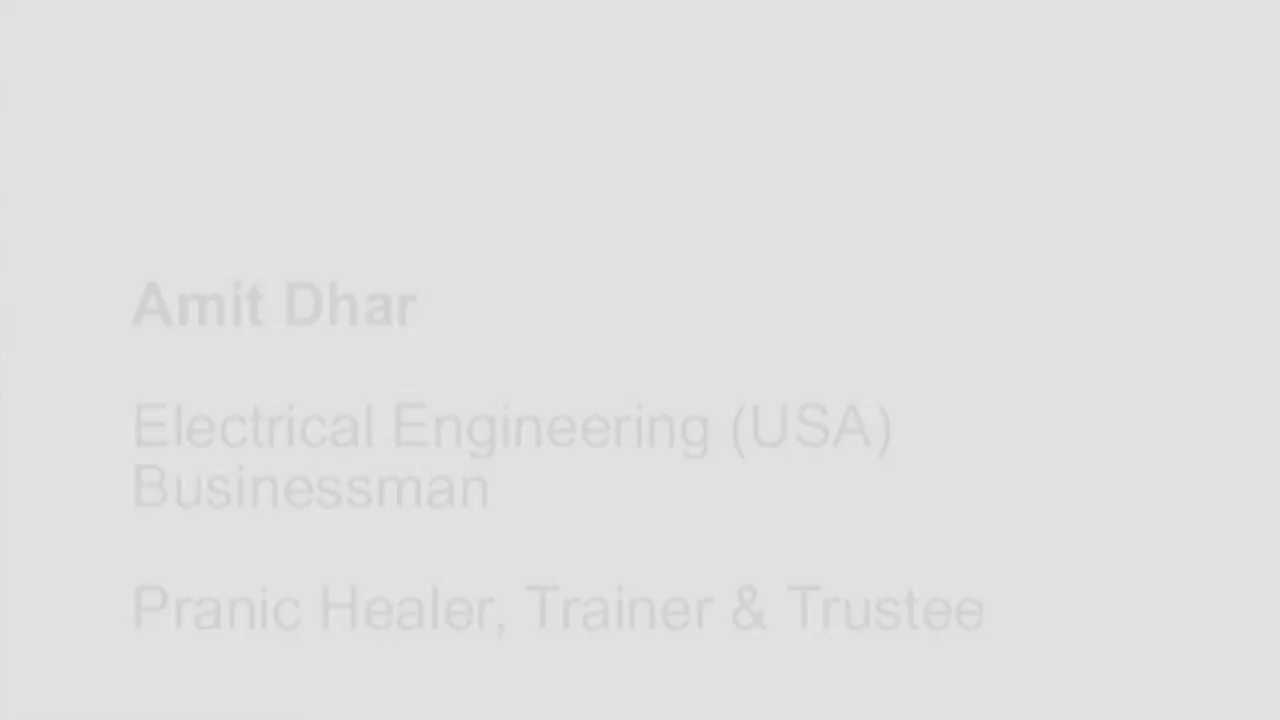 Amit Dhar
Electrical Engineering (USA)
Businessman
Pranic Healer, Trainer & Trustee